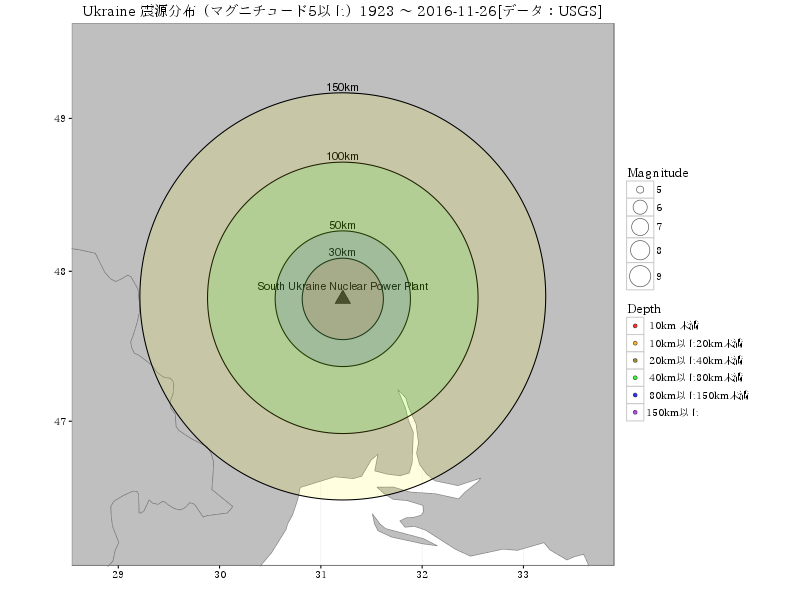 Ukraine 震源分布（マグニチュード5以上）1923 〜 2016-11-26[データ：USGS]
150km
49
100km
50km
30km
48
South Ukraine Nuclear Power Plant
47
29 30 31 32 33
Magnitude
5
6
7
8
9
Depth
10km 未満
10km以上20km未満
20km以上40km未満
40km以上80km未満
80km以上150km未満
150km以上